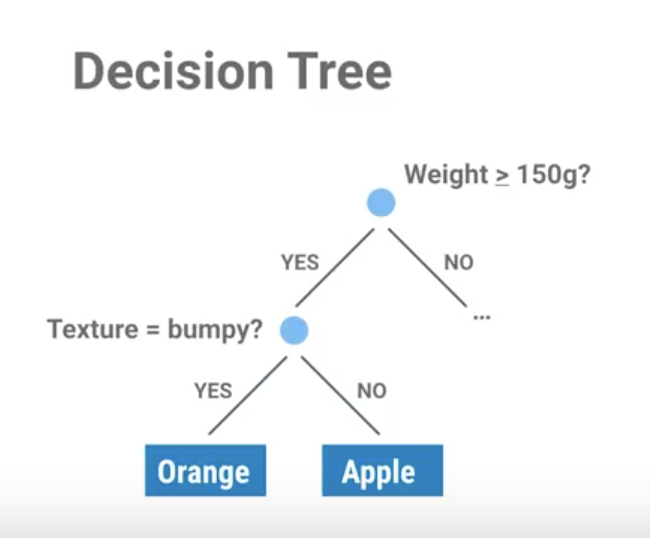 Decision Tree
Weight ≥ 150g?
YES
NO
...
Texture = bumpy?
YES
NO
Orange
Apple